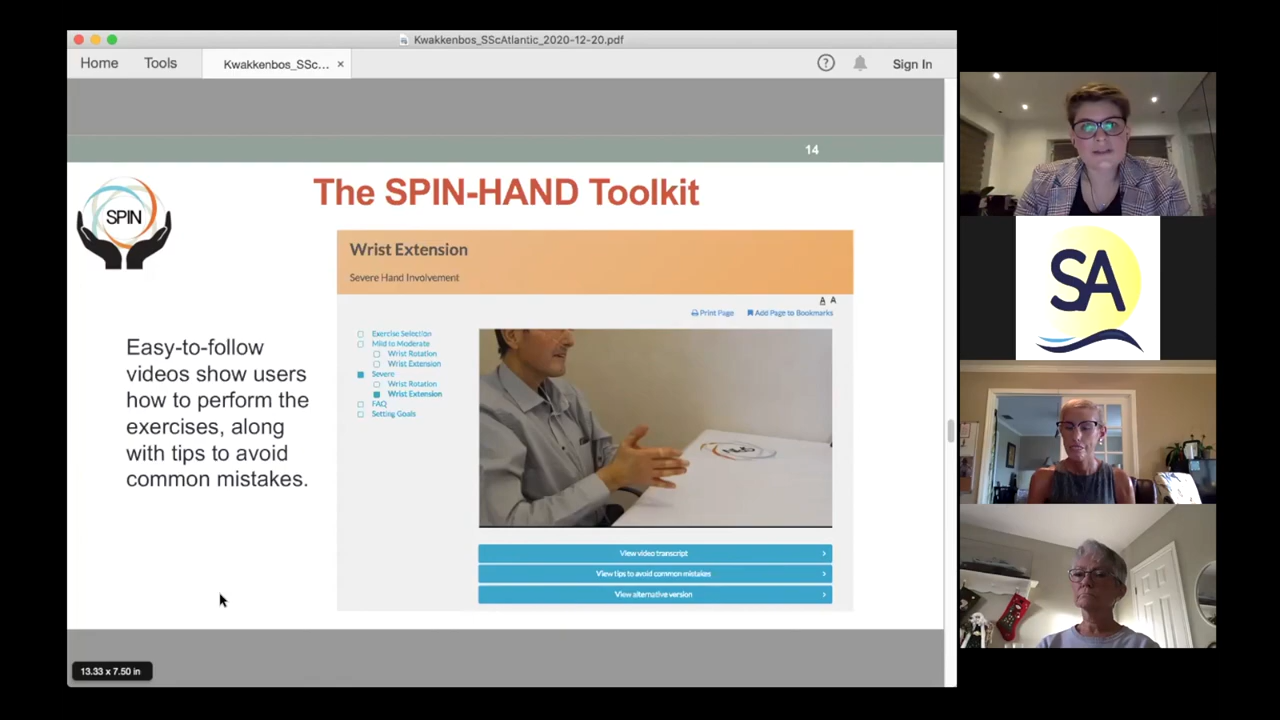 Kwakkenbos_SScAtlantic_2020-12-20.pdf
Home
Tools
Kwakkenbos_SSc... ×
?
Sign In
14
SPIN
The SPIN-HAND Toolkit
Wrist Extension
Severe Hand Involvement
A A
Print Page
Add Page to Bookmarks
Exercise Selection
Mild to Moderate
Wrist Rotation
Wrist Extension
Severe
Wrist Rotation
Wrist Extension
FAQ
Setting Goals
Easy-to-follow
videos show users
how to perform the
exercises, along
with tips to avoid
common mistakes.
View video transcript
View tips to avoid common mistakes
View alternative version
13.33 x 7.50 in
SA